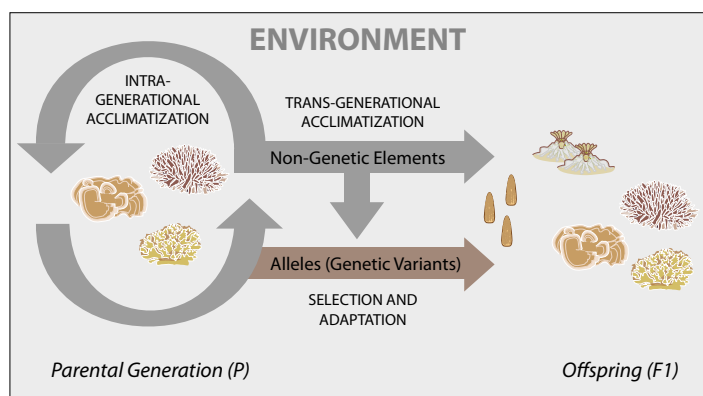 ENVIRONMENT
INTRA-
GENERATIONAL
ACCLIMATIZATION
TRANS-GENERATIONAL
ACCLIMATIZATION
Non-Genetic Elements
Alleles (Genetic Variants)
SELECTION AND
ADAPTATION
Parental Generation (P)
Offspring (F1)